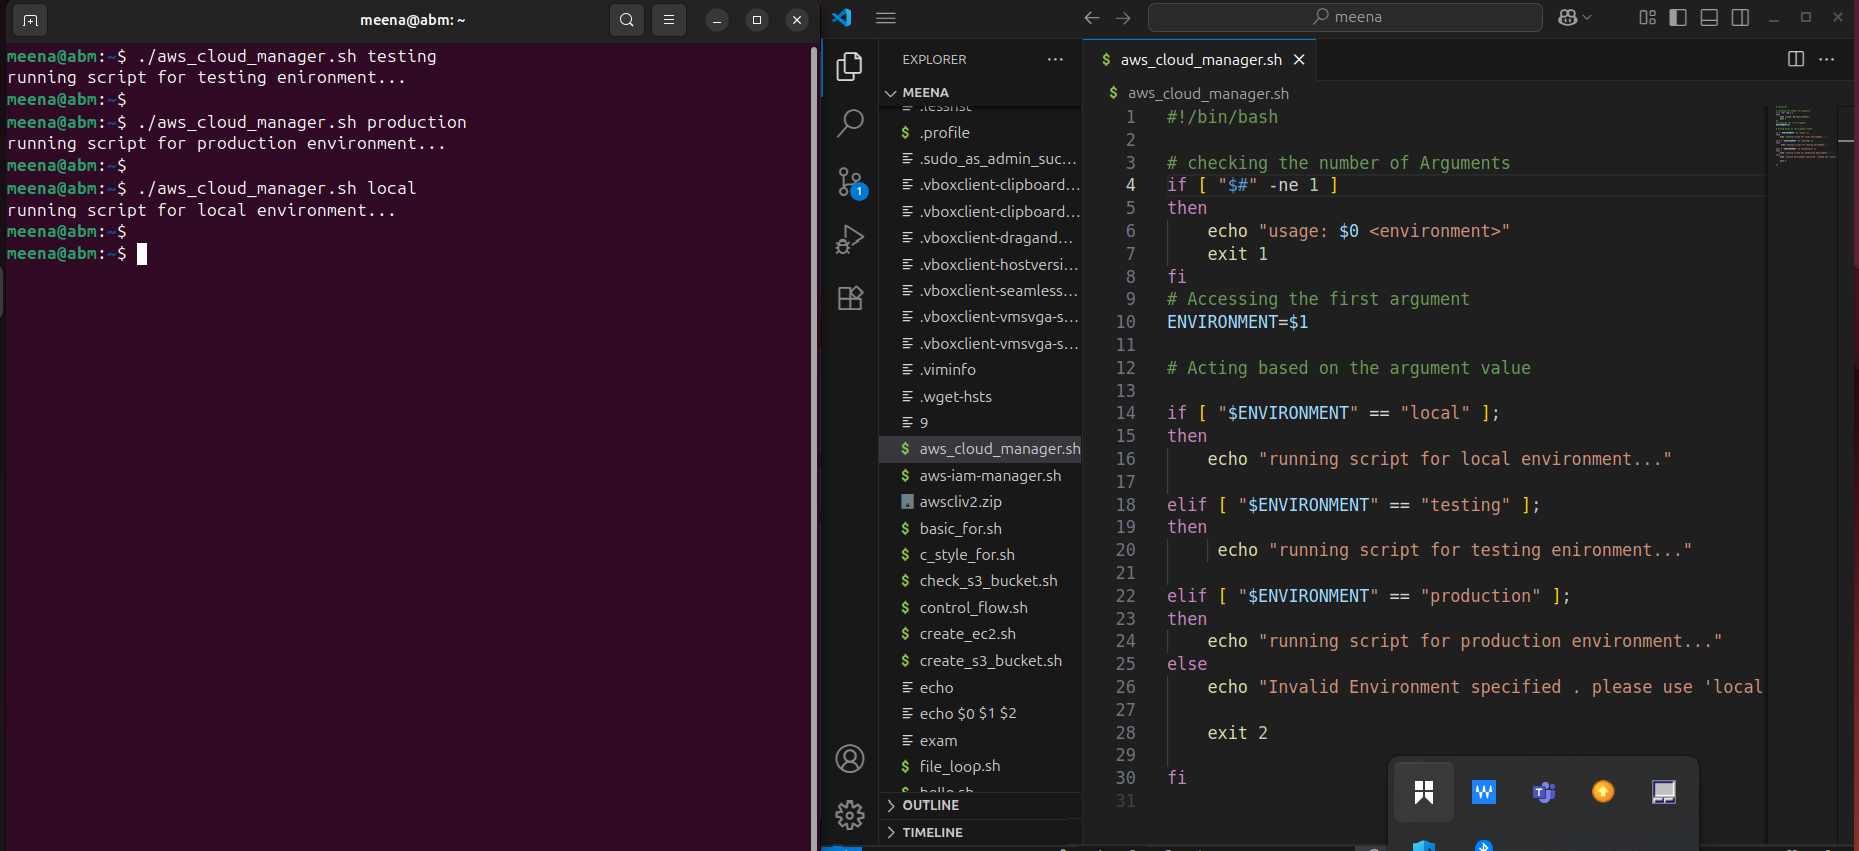 meena@abm: ~
meena@abm:~$ ./aws_cloud_manager.sh testing
running script for testing enironment...
meena@abm:~$
meena@abm:~$ ./aws_cloud_manager.sh production
running script for production environment...
meena@abm:~$
meena@abm:~$ ./aws_cloud_manager.sh local
running script for local environment...
meena@abm:~$
meena@abm:~$
meena
EXPLORER
MEENA
.lesshst
.profile
.sudo_as_admin_suc...
.vboxclient-clipboard...
.vboxclient-clipboard...
.vboxclient-dragand...
.vboxclient-hostversi...
.vboxclient-seamless...
.vboxclient-vmsvga-s...
.vboxclient-vmsvga-s...
.viminfo
.wget-hsts
9
aws_cloud_manager.sh
aws-iam-manager.sh
awscliv2.zip
basic_for.sh
c_style_for.sh
check_s3_bucket.sh
control_flow.sh
create_ec2.sh
create_s3_bucket.sh
echo
echo $0 $1 $2
exam
file_loop.sh
hello.sh
OUTLINE
TIMELINE
1
$ aws_cloud_manager.sh
$ aws_cloud_manager.sh
1 #!/bin/bash
2
3 # checking the number of Arguments
4 if [ "$#" -ne 1 ]
5 then
6 echo "usage: $0 <environment>"
7 exit 1
8 fi
9 # Accessing the first argument
10 ENVIRONMENT=$1
11
12 # Acting based on the argument value
13
14 if [ "$ENVIRONMENT" == "local" ];
15 then
16 echo "running script for local environment..."
17
18 elif [ "$ENVIRONMENT" == "testing" ];
19 then
20 echo "running script for testing enironment..."
21
22 elif [ "$ENVIRONMENT" == "production" ];
23 then
24 echo "running script for production environment..."
25 else
26 echo "Invalid Environment specified . please use 'local
27
28 exit 2
29
30 fi
31